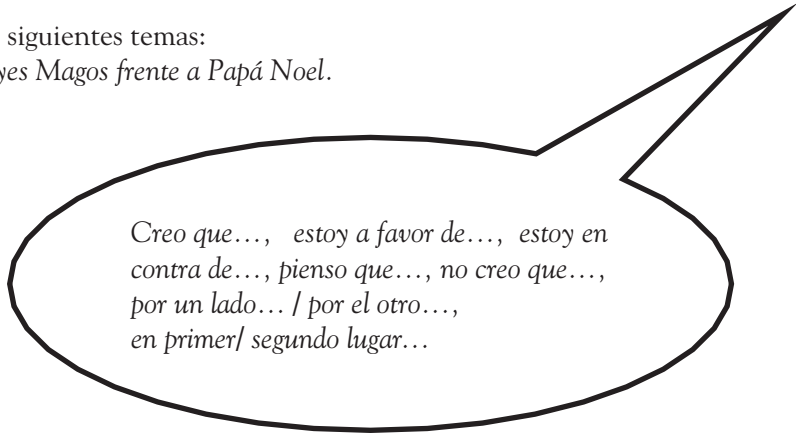 siguientes temas:
yes Magos frente a Papá Noel.
Creo que…, estoy a favor de…, estoy en
contra de…, pienso que…, no creo que…,
por un lado… / por el otro…,
en primer/ segundo lugar…